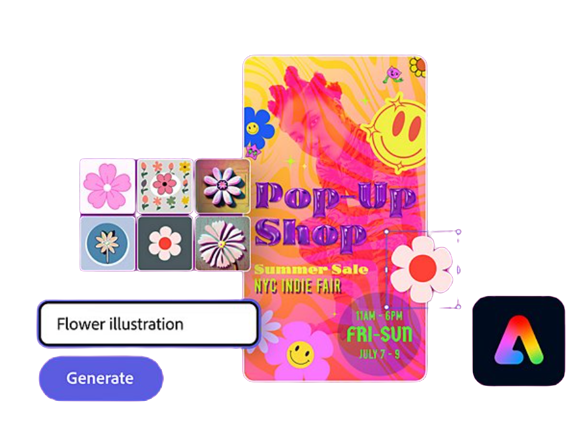 Pop-Up
Shop
Summer Sale
NYC INDIE FAIR
11AM - 6PM
FRI-SUN
JULY 7 - 9
Flower illustration
Generate